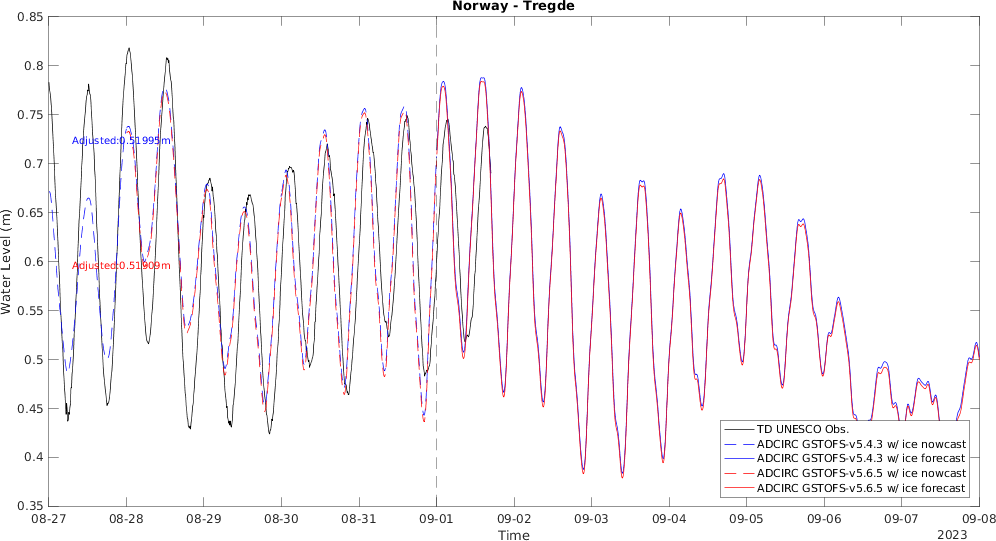 Norway - Tregde
0.85
0.8
0.75
0.7
0.65
0.6
0.55
0.5
0.45
0.4
0.35
Water Level (m)
Adjusted:0.51995m
Adjusted:0.51909m
TD UNESCO Obs.
ADCIRC GSTOFS-v5.4.3 w/ ice nowcast
ADCIRC GSTOFS-v5.4.3 w/ ice forecast
ADCIRC GSTOFS-v5.6.5 w/ ice nowcast
ADCIRC GSTOFS-v5.6.5 w/ ice forecast
08-27 08-28 08-29 08-30 08-31 09-01 09-02 09-03 09-04 09-05 09-06 09-07 09-08
Time
2023